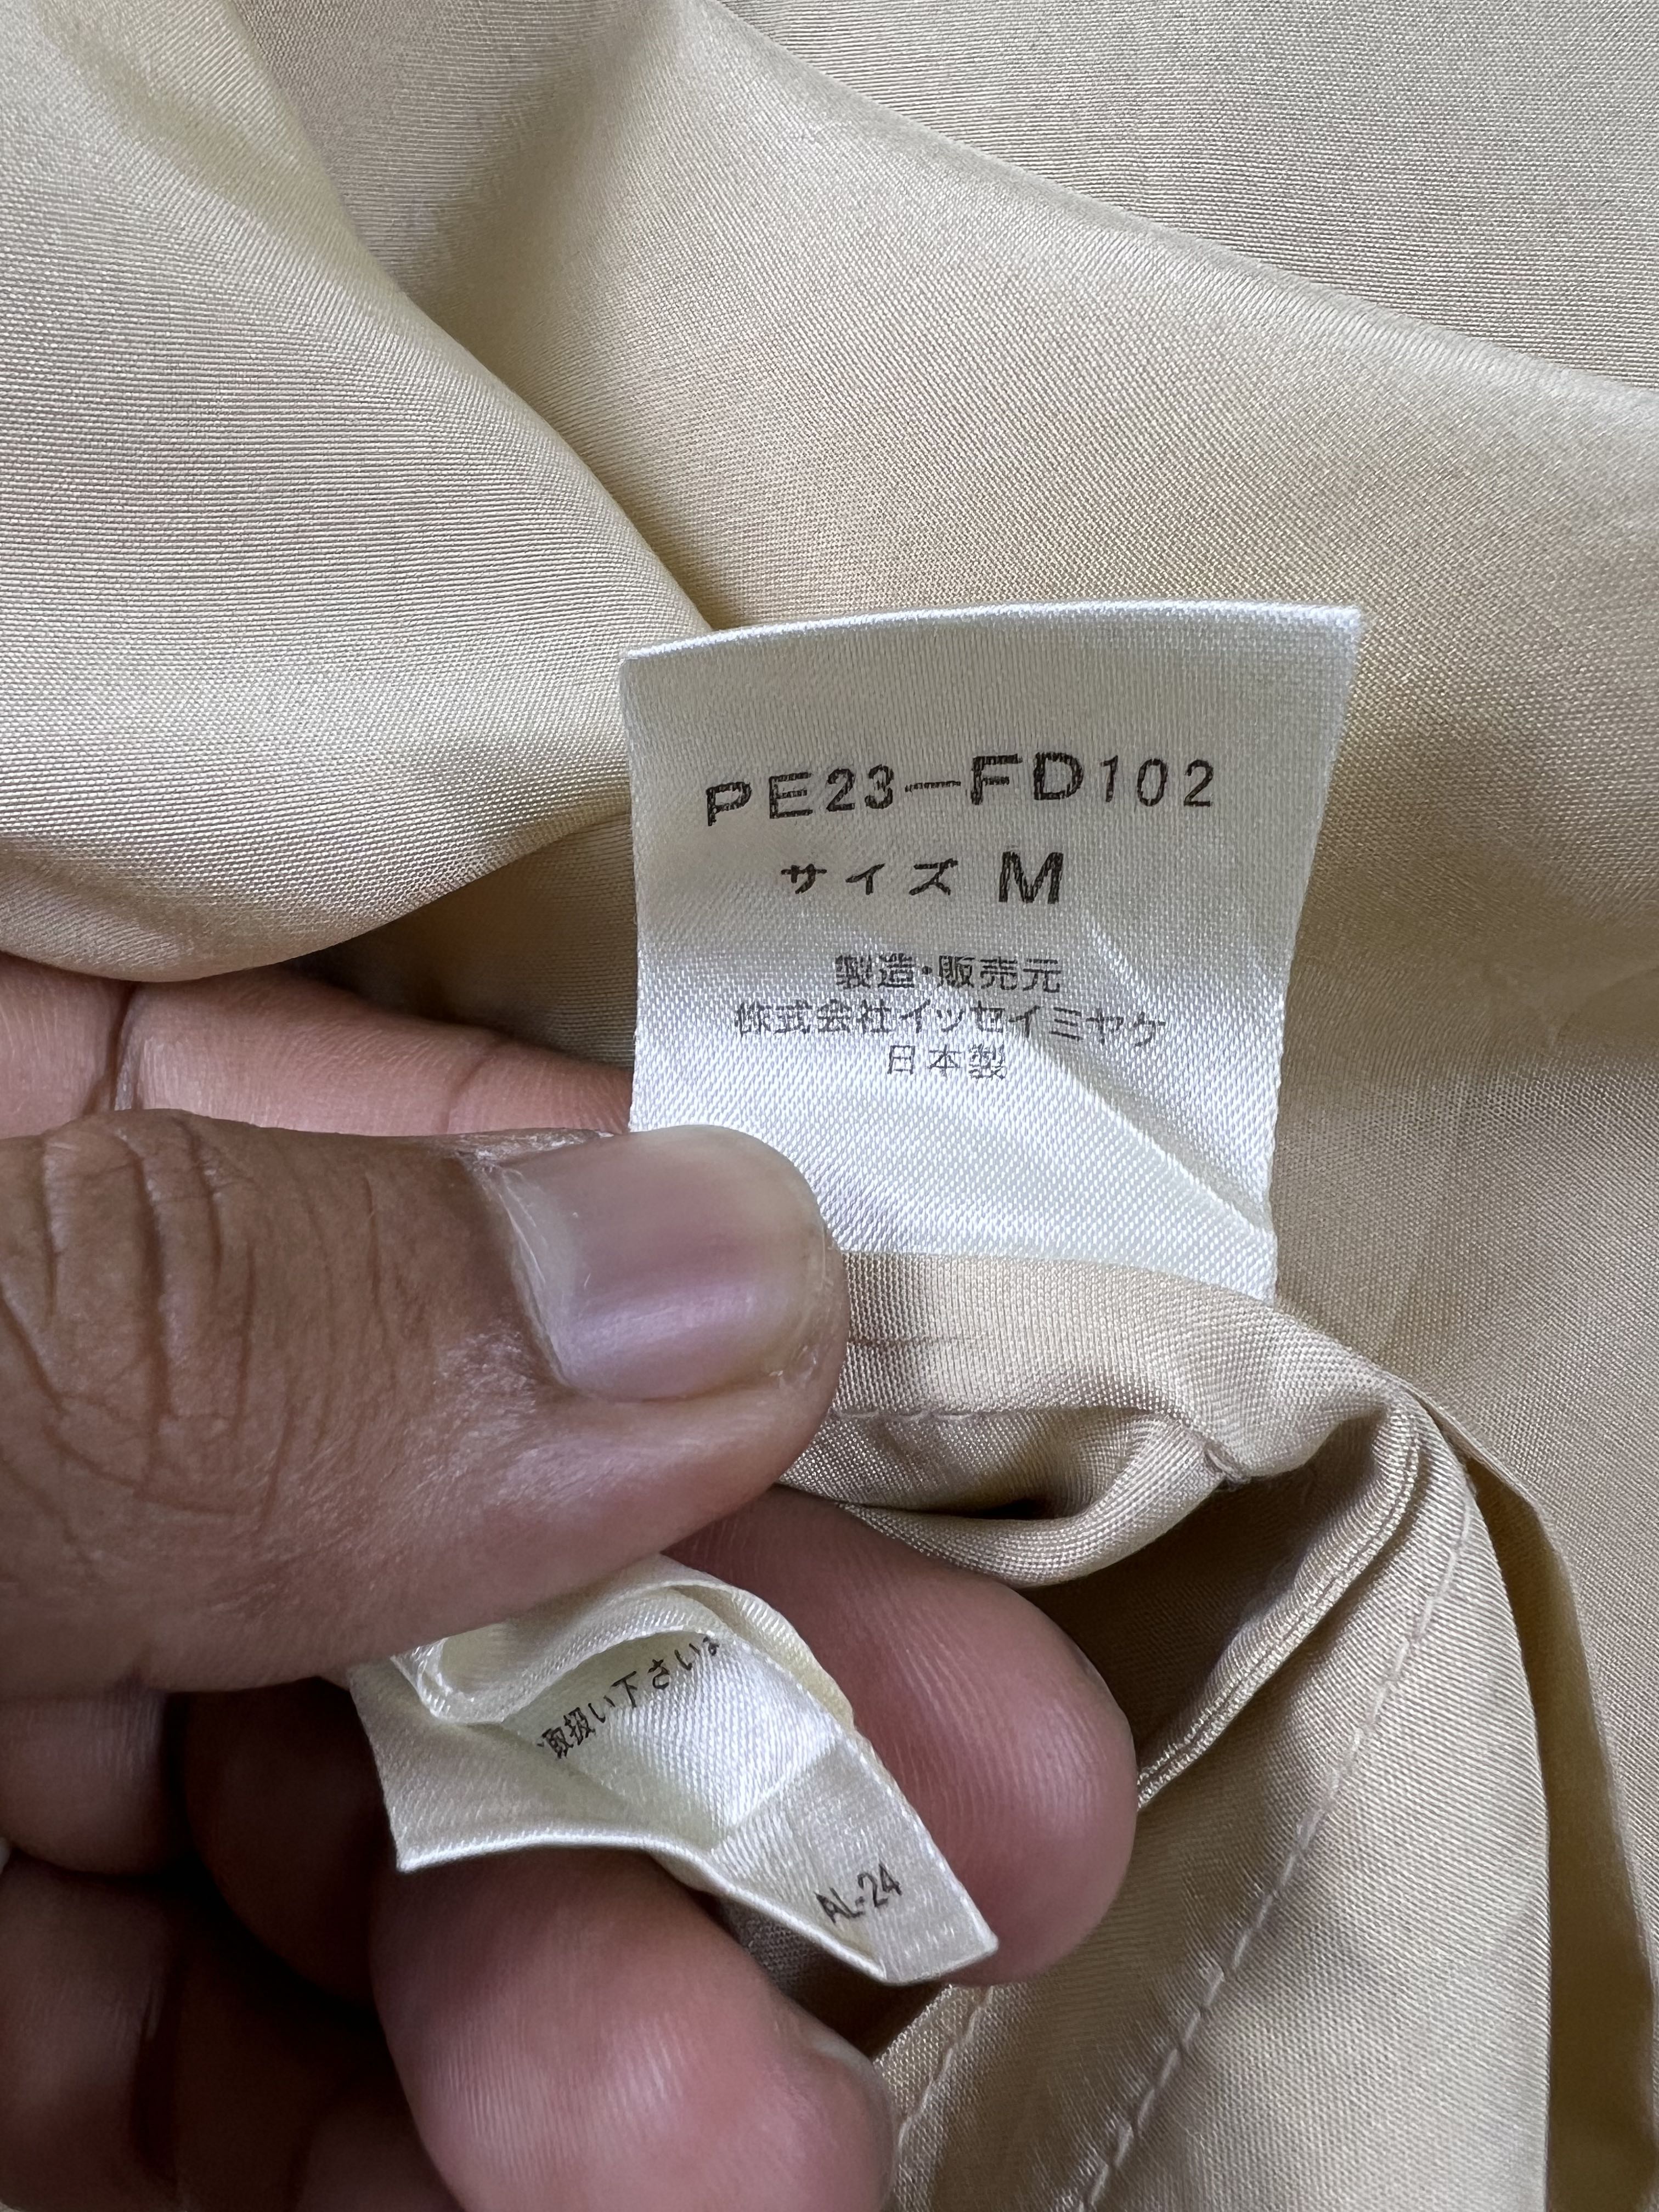 PE23-FD102
サイズ M
製造・販売元
株式会社イッセイミヤケ
日本製
取扱い下さい
AL-24